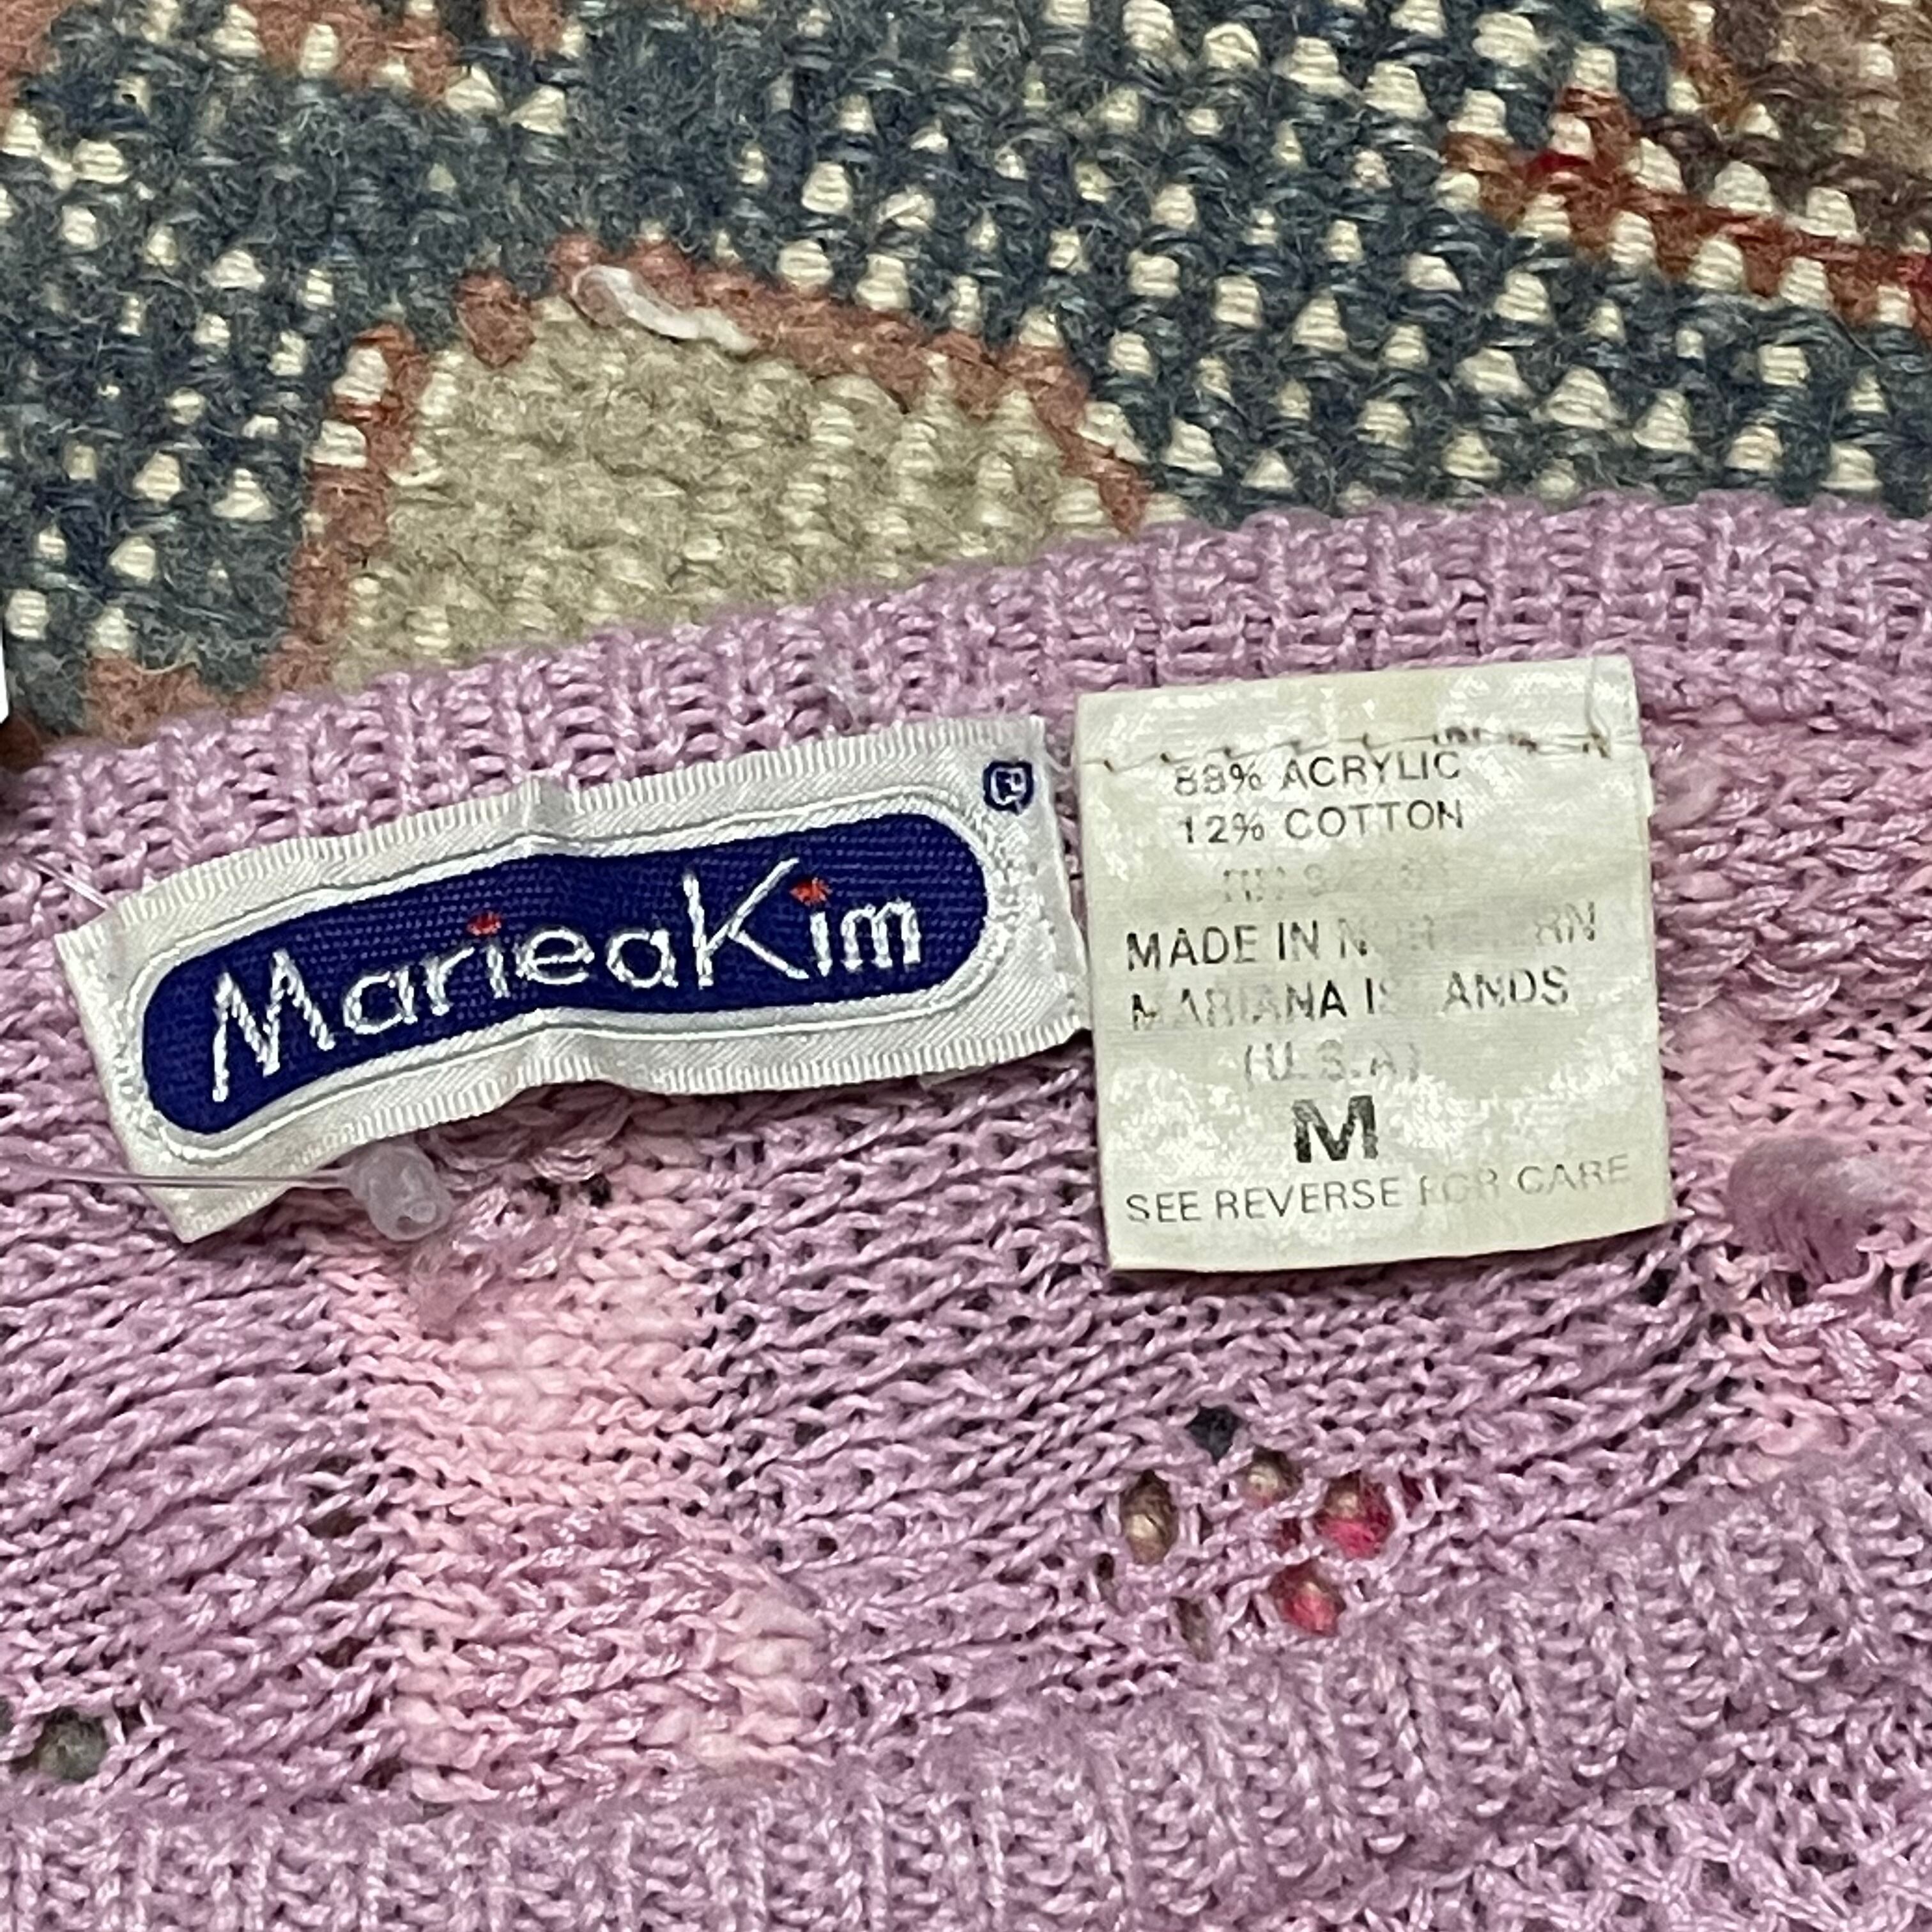 MarieaKim
®
88% ACRYLIC
12% COTTON
MADE IN NORTHERN
MARIANA ISLANDS
(U.S.A)
M
SEE REVERSE FOR CARE